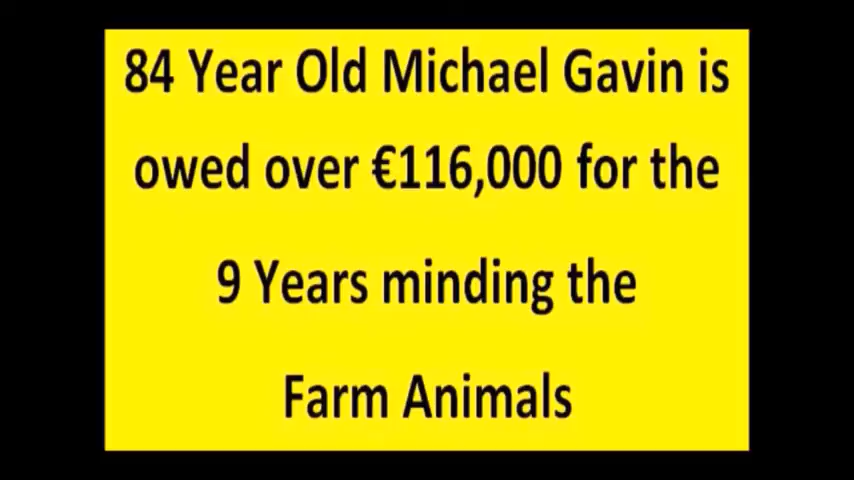 84 Year Old Michael Gavin is
owed over €116,000 for the
9 Years minding the
Farm Animals